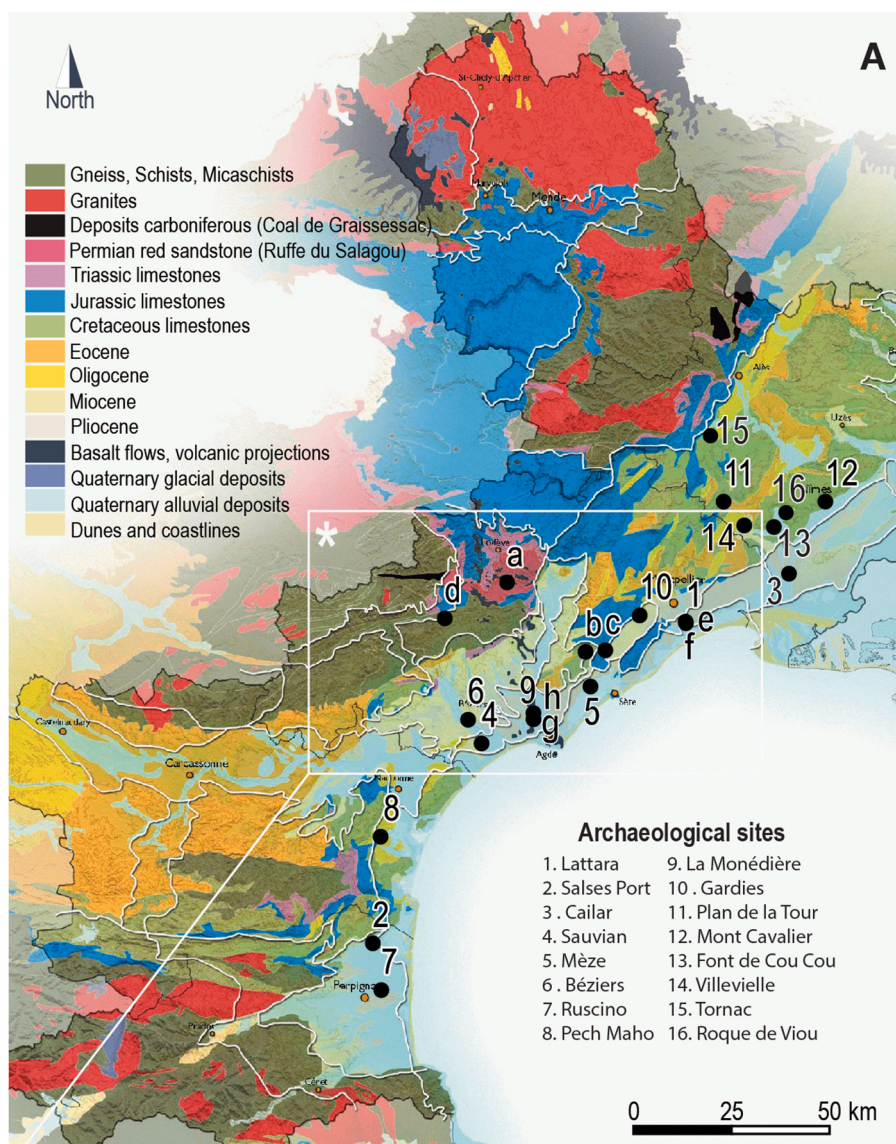 A
North
Gneiss, Schists, Micaschists
Granites
Deposits carboniferous (Coal de Graissessac)
Permian red sandstone (Ruffe du Salagou)
Triassic limestones
Jurassic limestones
Cretaceous limestones
Eocene
Oligocene
Miocene
Pliocene
Basalt flows, volcanic projections
Quaternary glacial deposits
Quaternary alluvial deposits
Dunes and coastlines
St-Chély-d'Apcher
Mende
Alès
Uzès
15
11
12
16
14
13
3
*
a
d
10
1
e
f
b
c
9
h
g
5
Sète
6
4
Agde
Castelnaudary
Carcassonne
8
2
7
Prades
Céret
Archaeological sites
1. Lattara
2. Salses Port
3. Cailar
4. Sauvian
5. Mèze
6. Béziers
7. Ruscino
8. Pech Maho
9. La Monédière
10. Gardies
11. Plan de la Tour
12. Mont Cavalier
13. Font de Cou Cou
14. Villevielle
15. Tornac
16. Roque de Viou
0 25 50 km